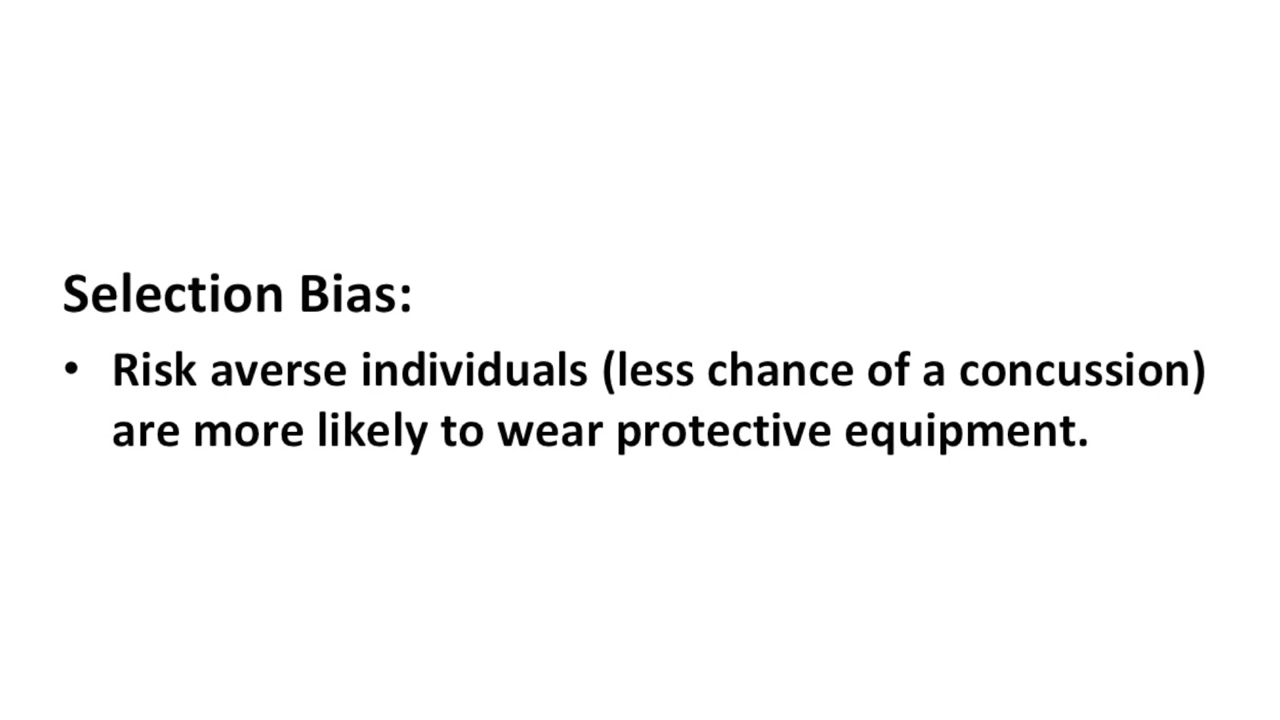 Selection Bias:
• Risk averse individuals (less chance of a concussion)
are more likely to wear protective equipment.